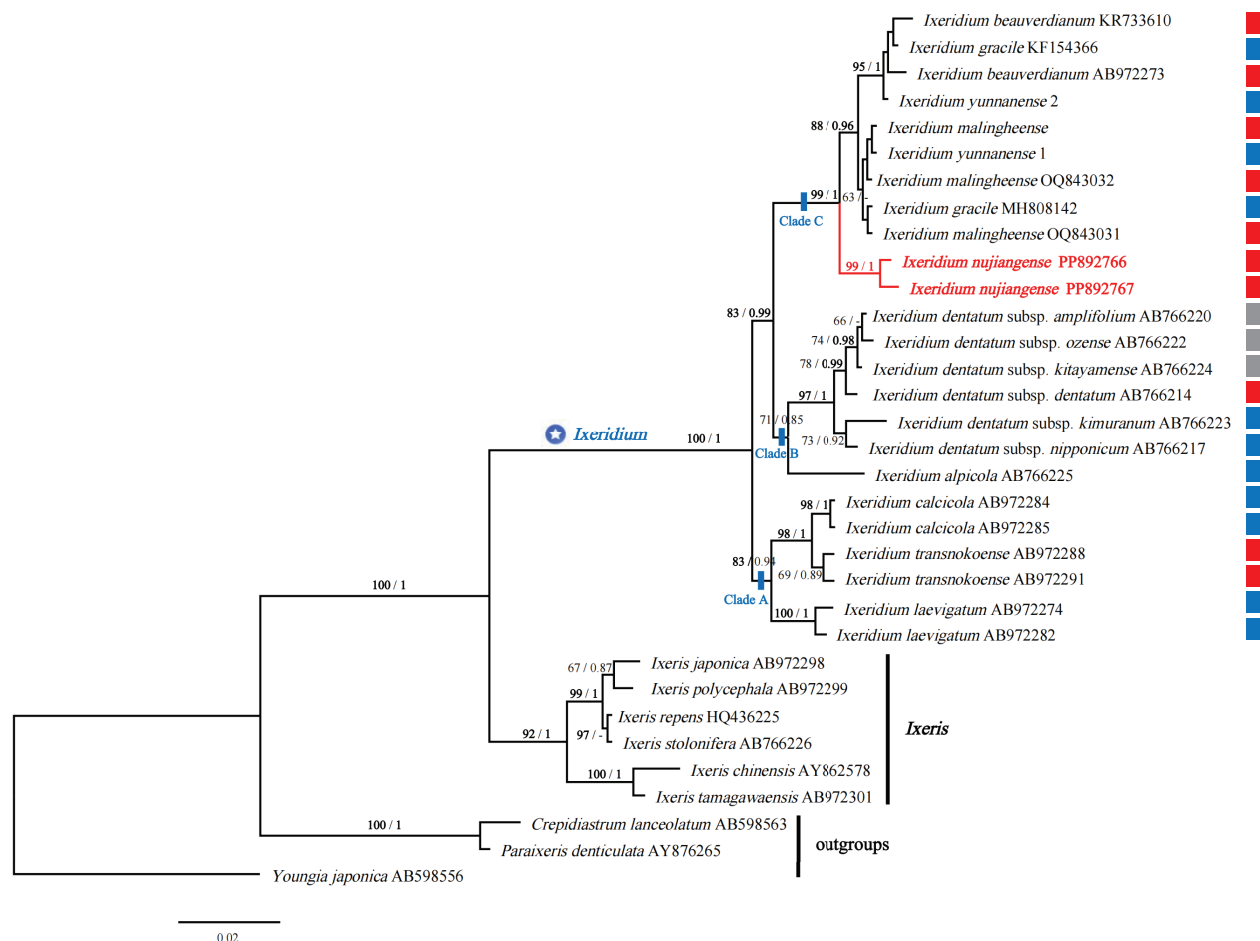 Ixeridium beauverdianum KR733610
Ixeridium gracile KF154366
95 / 1
Ixeridium beauverdianum AB972273
Ixeridium yunnanense 2
88 / 0.96
Ixeridium malingheense
Ixeridium yunnanense 1
Ixeridium malingheense OQ843032
99 / 1
63 / -
Clade C
Ixeridium gracile MH808142
Ixeridium malingheense OQ843031
99 / 1
Ixeridium nujiangense PP892766
Ixeridium nujiangense PP892767
83 / 0.99
66 / -
Ixeridium dentatum subsp. amplifolium AB766220
74 / 0.98
Ixeridium dentatum subsp. ozense AB766222
78 / 0.99
Ixeridium dentatum subsp. kitayamense AB766224
97 / 1
Ixeridium dentatum subsp. dentatum AB766214
71 / 0.85
Ixeridium dentatum subsp. kimuranum AB766223
Ixeridium
100 / 1
Clade B
73 / 0.92
Ixeridium dentatum subsp. nipponicum AB766217
Ixeridium alpicola AB766225
98 / 1
Ixeridium calcicola AB972284
98 / 1
Ixeridium calcicola AB972285
83 / 0.94
Ixeridium transnokoense AB972288
69 / 0.89
Ixeridium transnokoense AB972291
Clade A
100 / 1
100 / 1
Ixeridium laevigatum AB972274
Ixeridium laevigatum AB972282
67 / 0.87
Ixeris japonica AB972298
99 / 1
Ixeris polycephala AB972299
Ixeris repens HQ436225
92 / 1
97 / -
Ixeris stolonifera AB766226
Ixeris
100 / 1
Ixeris chinensis AY862578
Ixeris tamagawaensis AB972301
100 / 1
Crepidiastrum lanceolatum AB598563
Paraixeris denticulata AY876265
outgroups
Youngia japonica AB598556
0.02